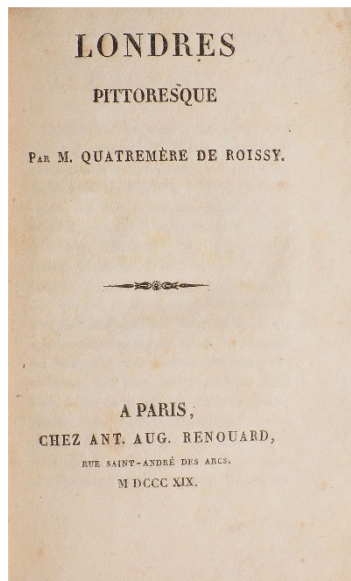 LONDRES
PITTORESQUE
PAR M. QUATREMÈRE DE ROISSY.
A PARIS,
CHEZ ANT. AUG. RENOUARD,
RUE SAINT-ANDRÉ DES ARCS.
M DCCC XIX.